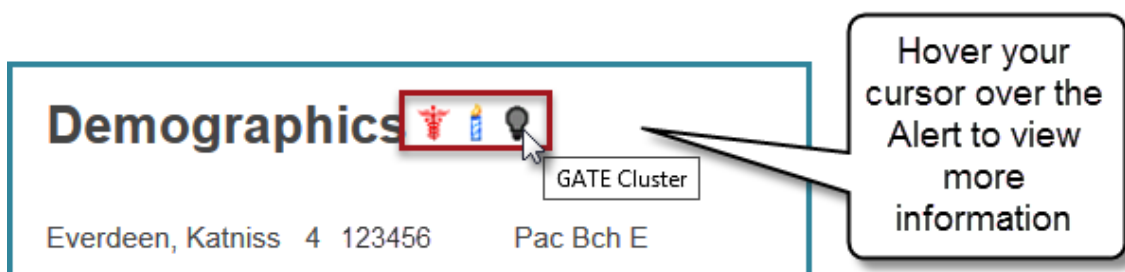 Demographics
GATE Cluster
Everdeen, Katniss 4 123456 Pac Bch E
Hover your
cursor over the
Alert to view
more
information